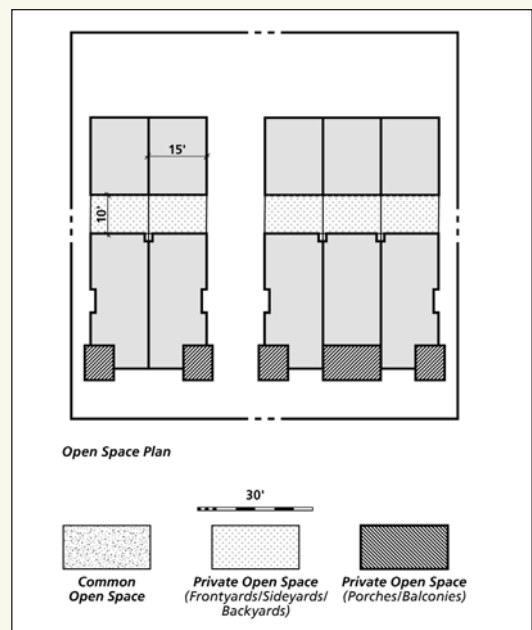 15'
10'
Open Space Plan
30'
Common
Open Space
Private Open Space
(Frontyards/Sideyards/
Backyards)
Private Open Space
(Porches/Balconies)